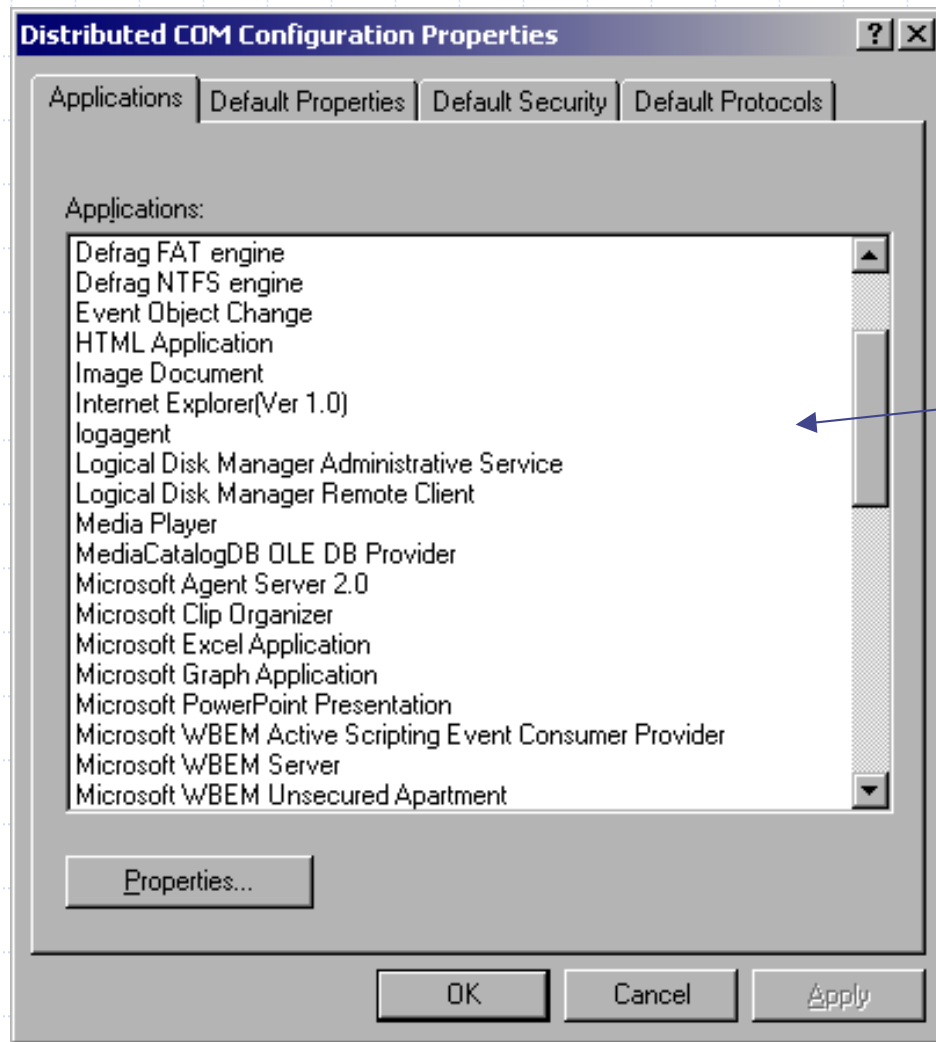 Distributed COM Configuration Properties
Applications Default Properties Default Security Default Protocols
Applications:
Defrag FAT engine
Defrag NTFS engine
Event Object Change
HTML Application
Image Document
Internet Explorer(Ver 1.0)
logagent
Logical Disk Manager Administrative Service
Logical Disk Manager Remote Client
Media Player
MediaCatalogDB OLE DB Provider
Microsoft Agent Server 2.0
Microsoft Clip Organizer
Microsoft Excel Application
Microsoft Graph Application
Microsoft PowerPoint Presentation
Microsoft WBEM Active Scripting Event Consumer Provider
Microsoft WBEM Server
Microsoft WBEM Unsecured Apartment
Properties...
OK Cancel Apply